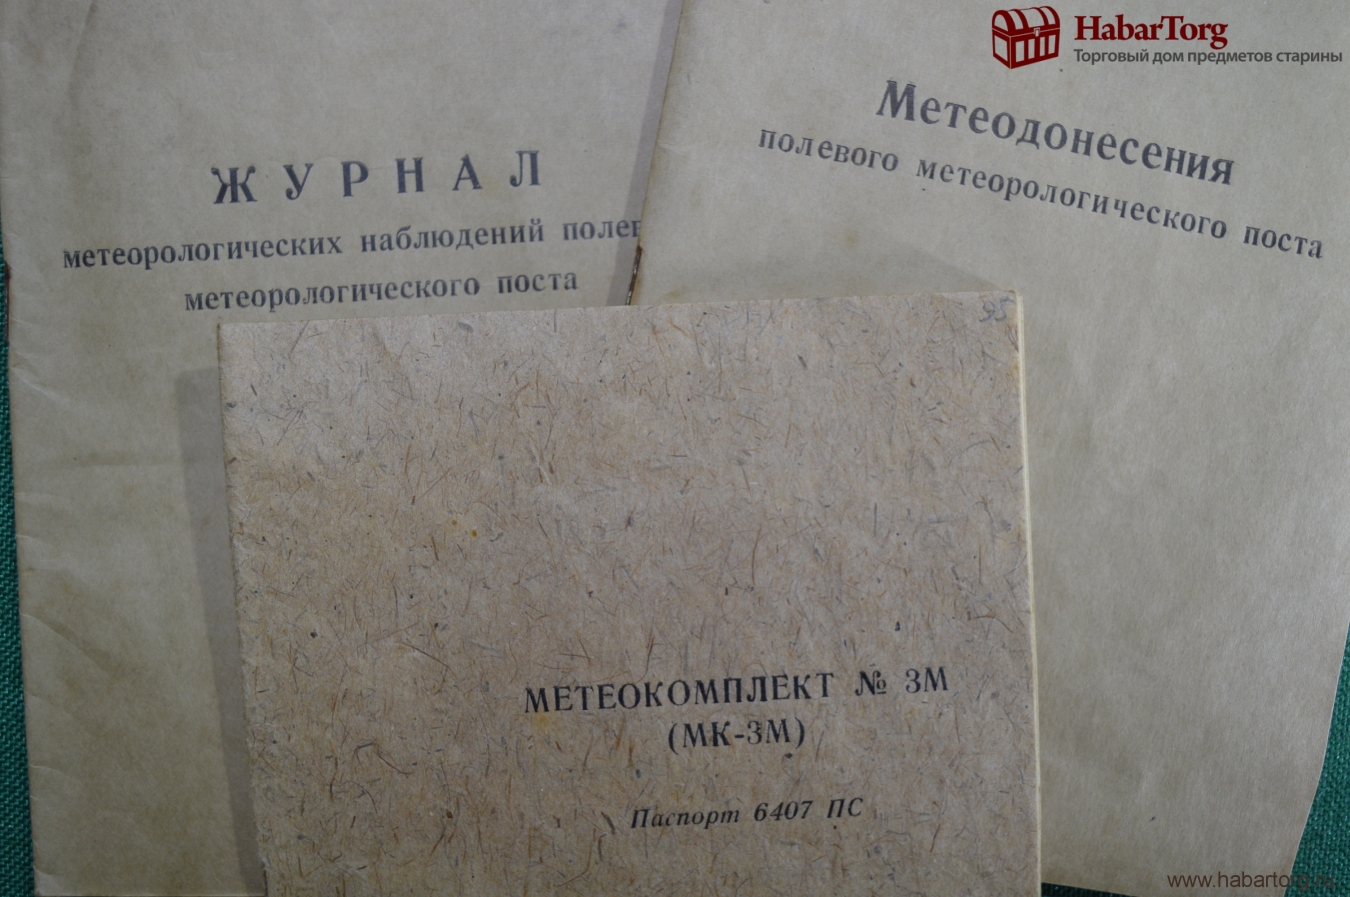 HabarTorg
Торговый дом предметов старины
ЖУРНАЛ
метеорологических наблюдений полев
метеорологического поста
Метеодонесения
полевого метеорологического поста
95
МЕТЕОКОМПЛЕКТ № 3М
(МК-3М)
Паспорт 6407 ПС
www.habartorg.ru